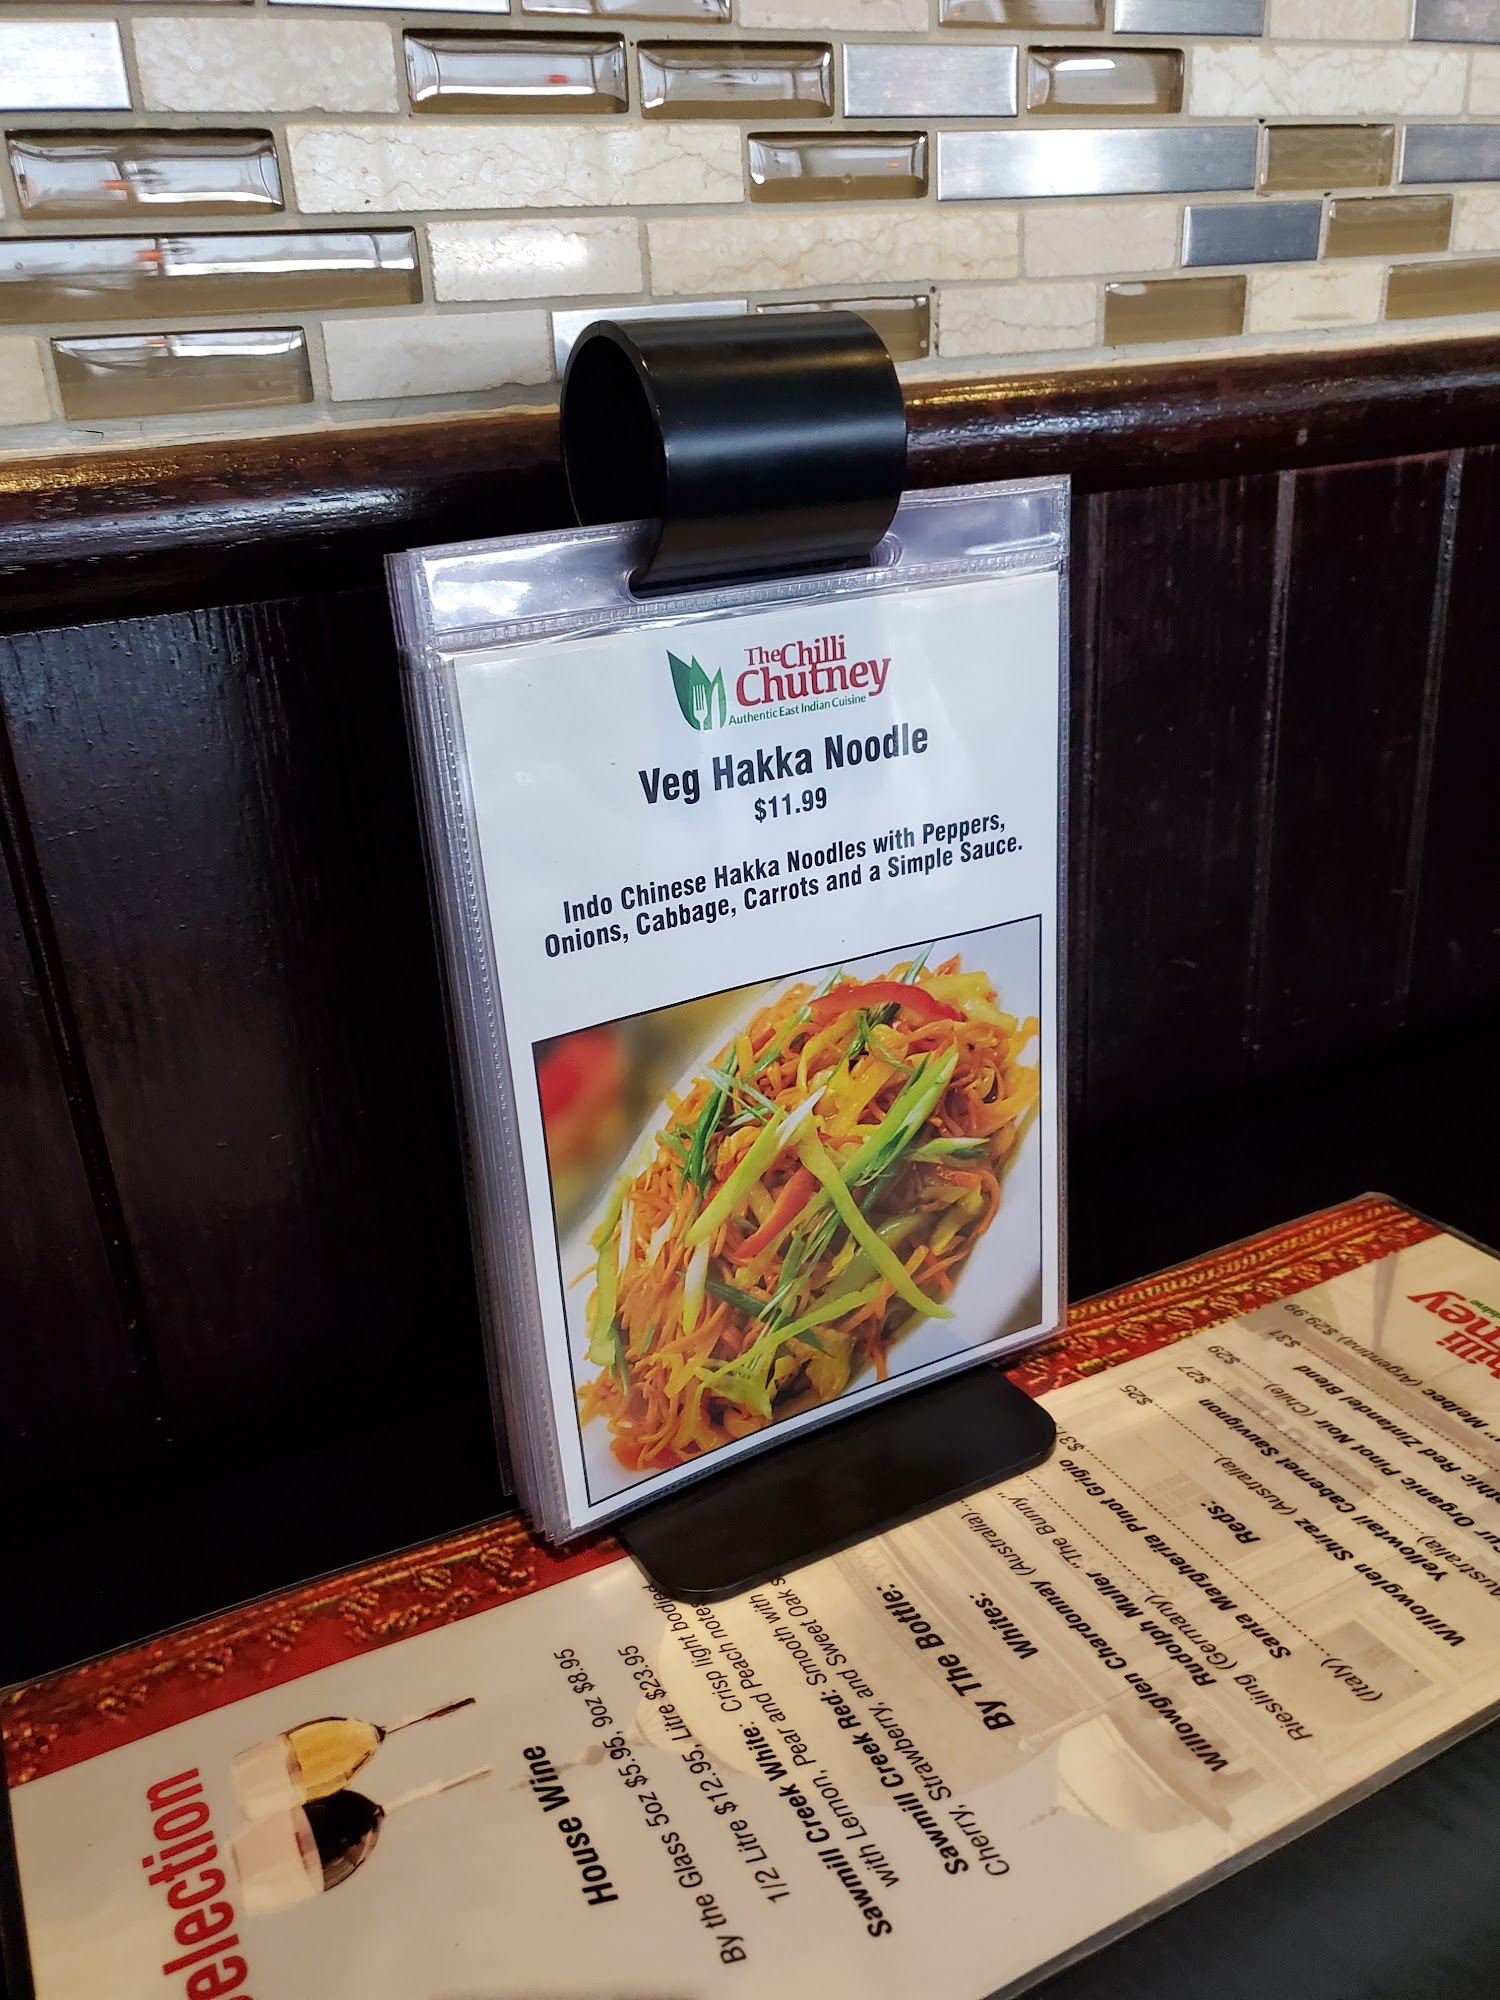 The Chilli
Chutney
Authentic East Indian Cuisine
Veg Hakka Noodle
$11.99
Indo Chinese Hakka Noodles with Peppers,
Onions, Cabbage, Carrots and a Simple Sauce.
election
House Wine
By the Glass 5oz $5.95, 9oz $8.95
1/2 Litre $12.95, Litre $23.95
Sawmill Creek White: Crisp light bodied
with Lemon, Pear and Peach note
Sawmill Creek Red: Smooth with
Cherry, Strawberry, and Sweet Oak
By The Bottle:
Whites:
Willowglen Chardonnay (Australia)
Rudolph Muller "The Bunny"
Riesling (Germany)
Santa Margherita Pinot Grigio
(Italy) $37
Reds:
Willowglen Shiraz (Australia) $25
Yellowtail Cabernet Sauvignon
$27
Organic Pinot Noir (Chile) $29
Red Zinfandel Blend $31
Melbec (Argentina) $29.99